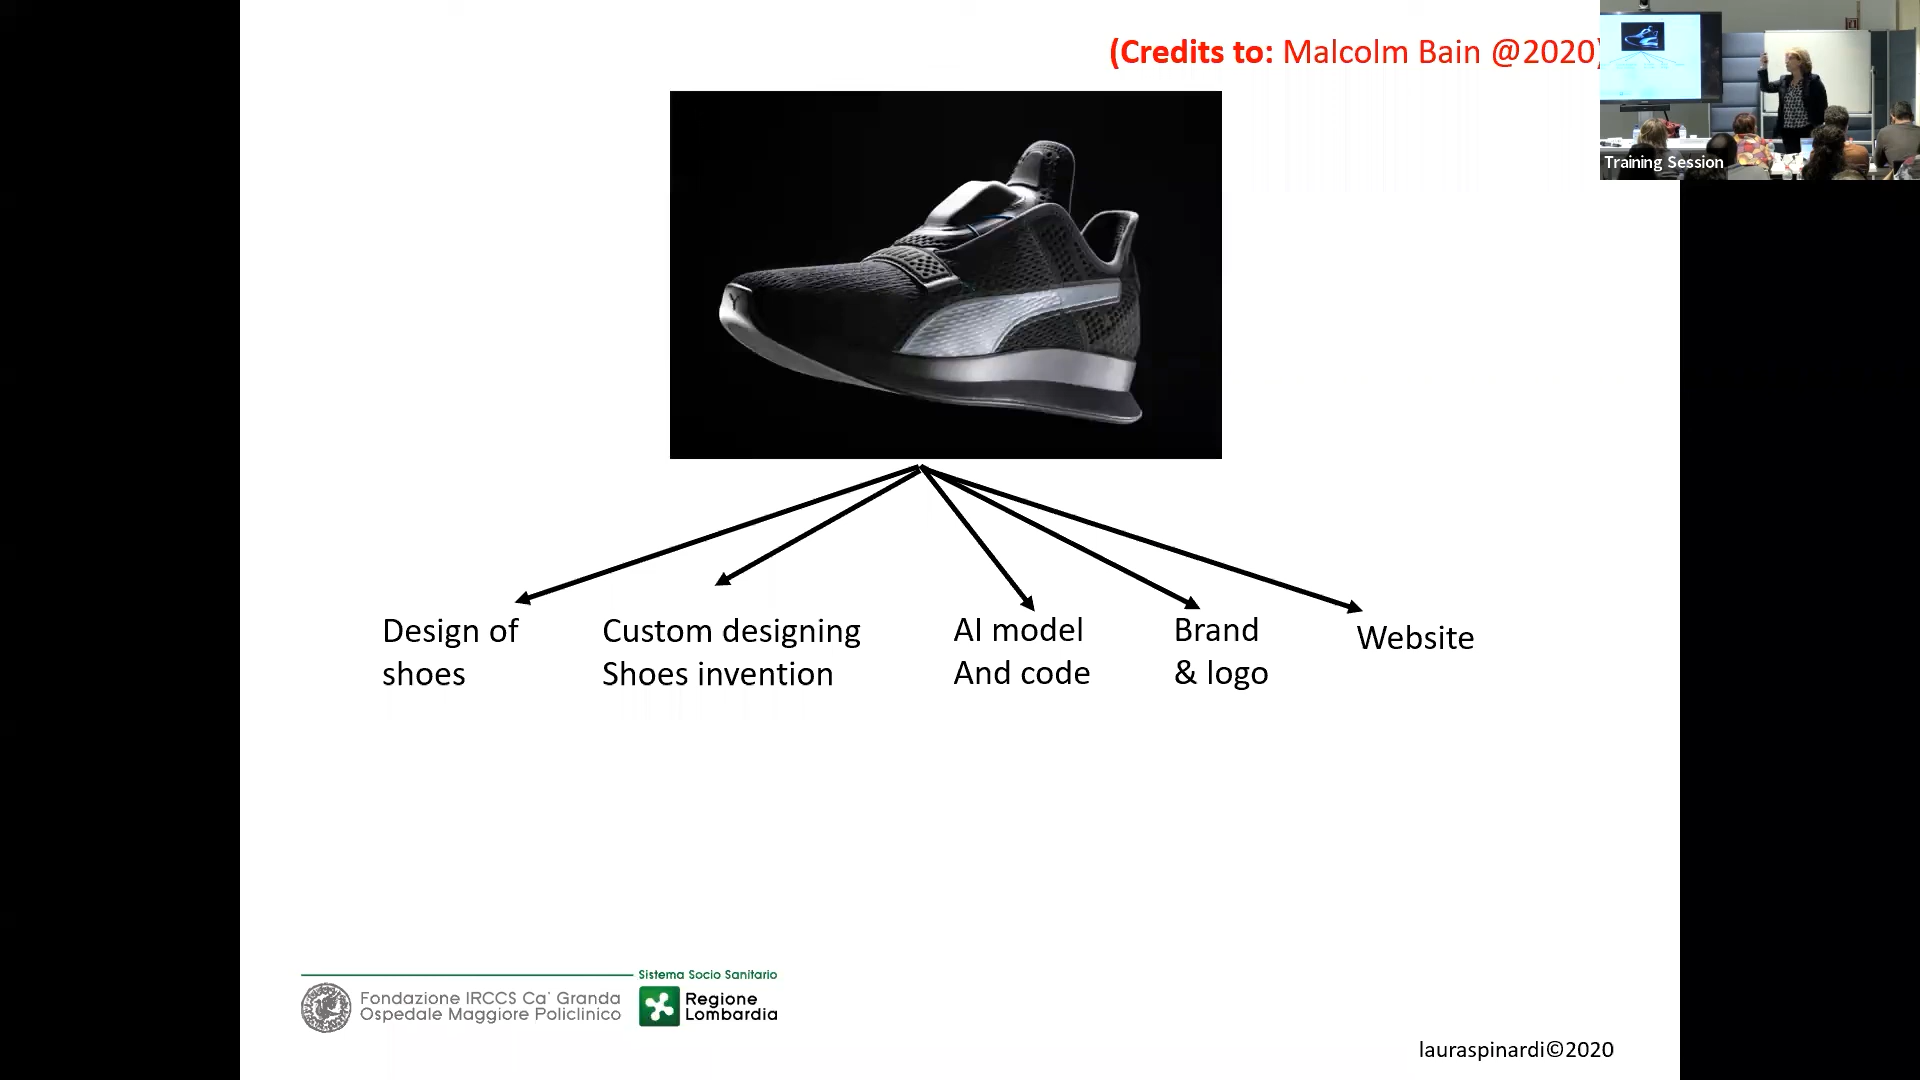 (Credits to: Malcolm Bain @2020)
Training Session
Design of
shoes
Custom designing
Shoes invention
AI model
And code
Brand
& logo
Website
Sistema Socio Sanitario
Fondazione IRCCS Ca' Granda
Ospedale Maggiore Policlinico
Regione
Lombardia
lauraspinardi©2020